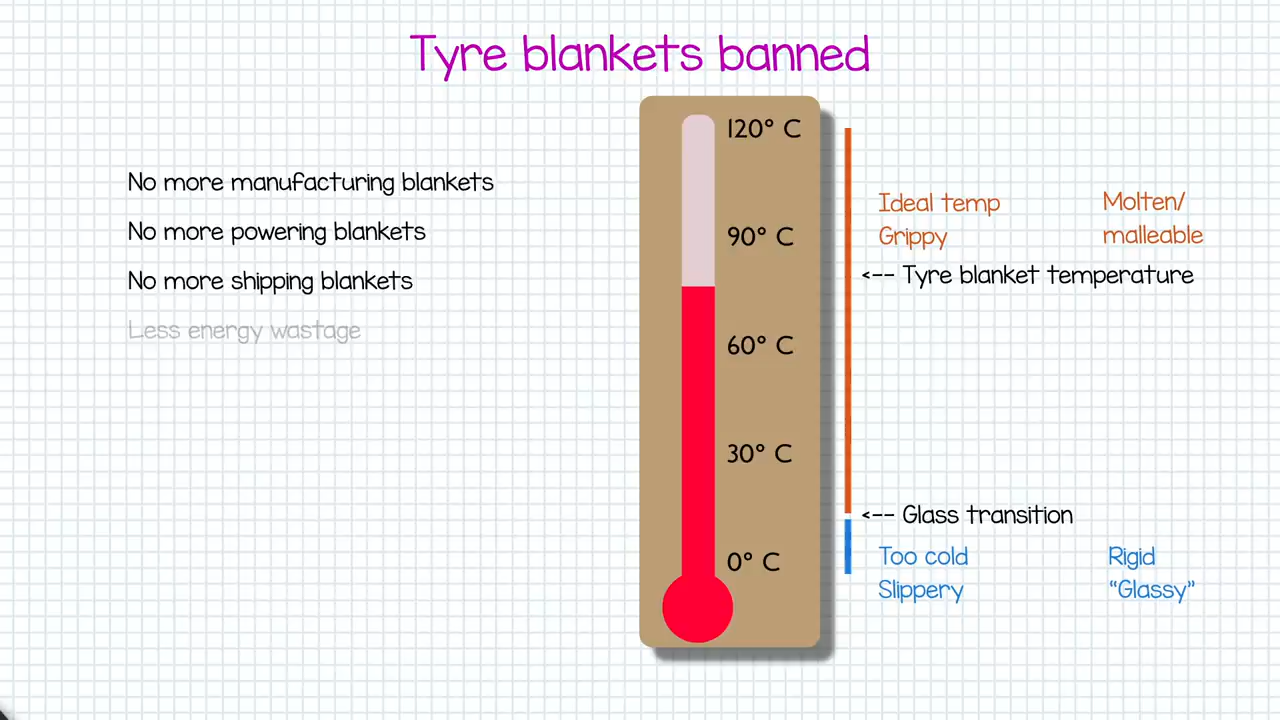 Tyre blankets banned
No more manufacturing blankets
No more powering blankets
No more shipping blankets
Less energy wastage
120° C
90° C
60° C
30° C
0° C
Ideal temp
Grippy
Molten/
malleable
<-- Tyre blanket temperature
<-- Glass transition
Too cold
Slippery
Rigid
“Glassy”